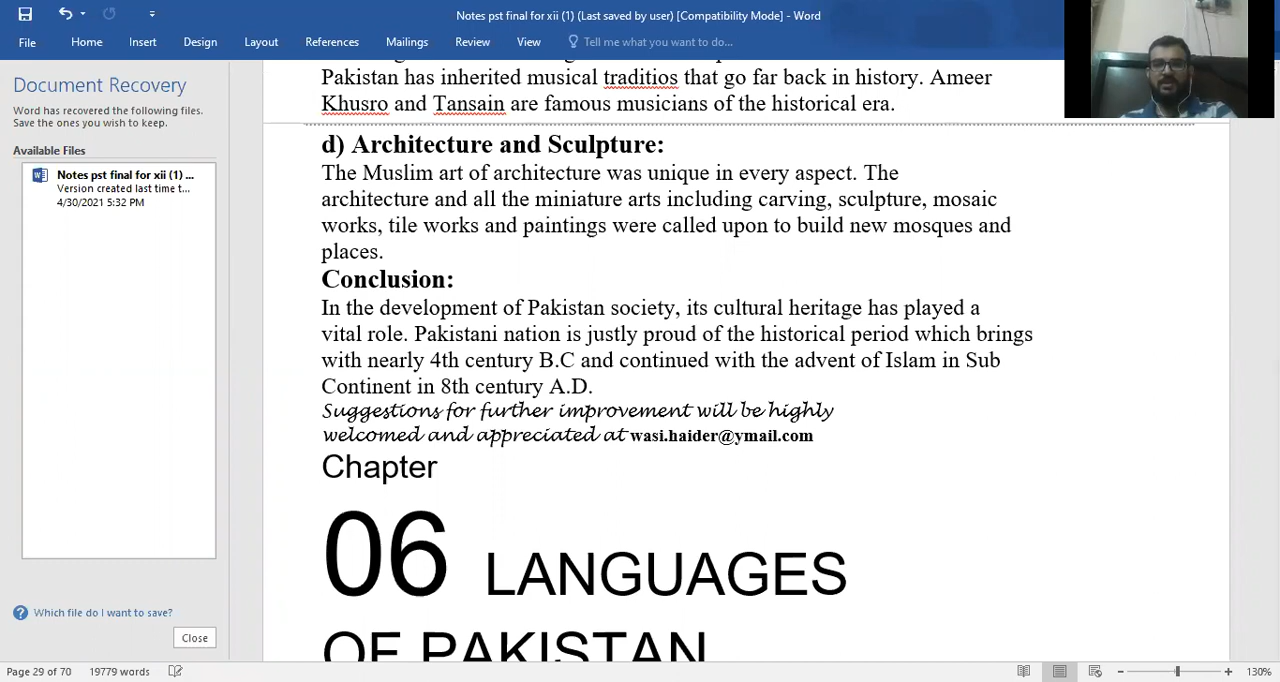 Notes pst final for xii (1) (Last saved by user) [Compatibility Mode] - Word
File Home Insert Design Layout References Mailings Review View Tell me what you want to do...
Document Recovery
Word has recovered the following files.
Save the ones you wish to keep.
Available Files
Notes pst final for xii (1) ...
Version created last time t...
4/30/2021 5:32 PM
Which file do I want to save?
Close
Pakistan has inherited musical traditios that go far back in history. Ameer
Khusro and Tansain are famous musicians of the historical era.
d) Architecture and Sculpture:
The Muslim art of architecture was unique in every aspect. The
architecture and all the miniature arts including carving, sculpture, mosaic
works, tile works and paintings were called upon to build new mosques and
places.
Conclusion:
In the development of Pakistan society, its cultural heritage has played a
vital role. Pakistani nation is justly proud of the historical period which brings
with nearly 4th century B.C and continued with the advent of Islam in Sub
Continent in 8th century A.D.
Suggestions for further improvement will be highly
welcomed and appreciated at wasi.haider@ymail.com
Chapter
06 LANGUAGES
OF PAKISTAN
Page 29 of 70 19779 words 130%